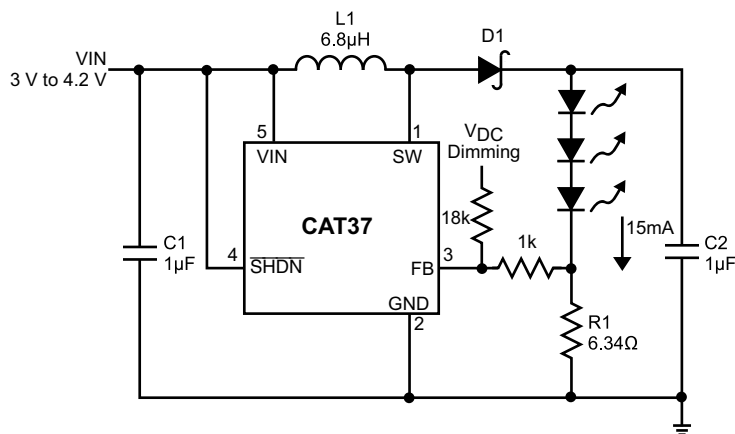 VIN
3 V to 4.2 V
L1
6.8µH
D1
5
VIN
1
SW
VDC
Dimming
CAT37
18k
1k
15mA
C1
1µF
4
SHDN
3
FB
C2
1µF
GND
2
R1
6.34Ω